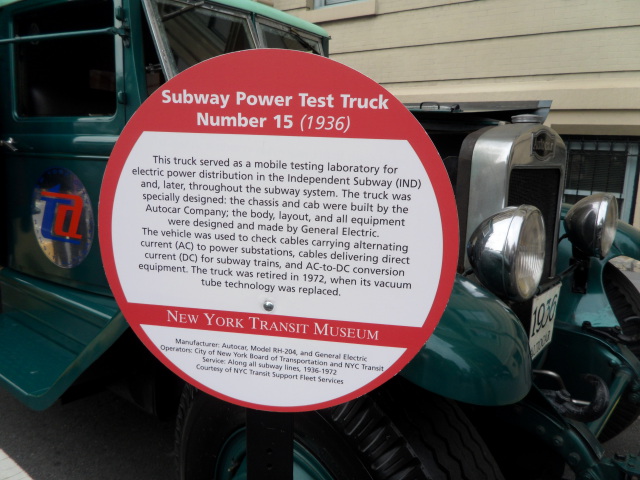 Subway Power Test Truck
Number 15 (1936)
This truck served as a mobile testing laboratory for
electric power distribution in the Independent Subway (IND)
and, later, throughout the subway system. The truck was
specially designed: the chassis and cab were built by the
Autocar Company; the body, layout, and all equipment
were designed and made by General Electric.
The vehicle was used to check cables carrying alternating
current (AC) to power substations, cables delivering direct
current (DC) for subway trains, and AC-to-DC conversion
equipment. The truck was retired in 1972, when its vacuum
tube technology was replaced.
NEW YORK TRANSIT MUSEUM
Manufacturer: Autocar, Model RH-204, and General Electric
Operators: City of New York Board of Transportation and NYC Transit
Service: Along all subway lines, 1936-1972
Courtesy of NYC Transit Support Fleet Services
TA
1936